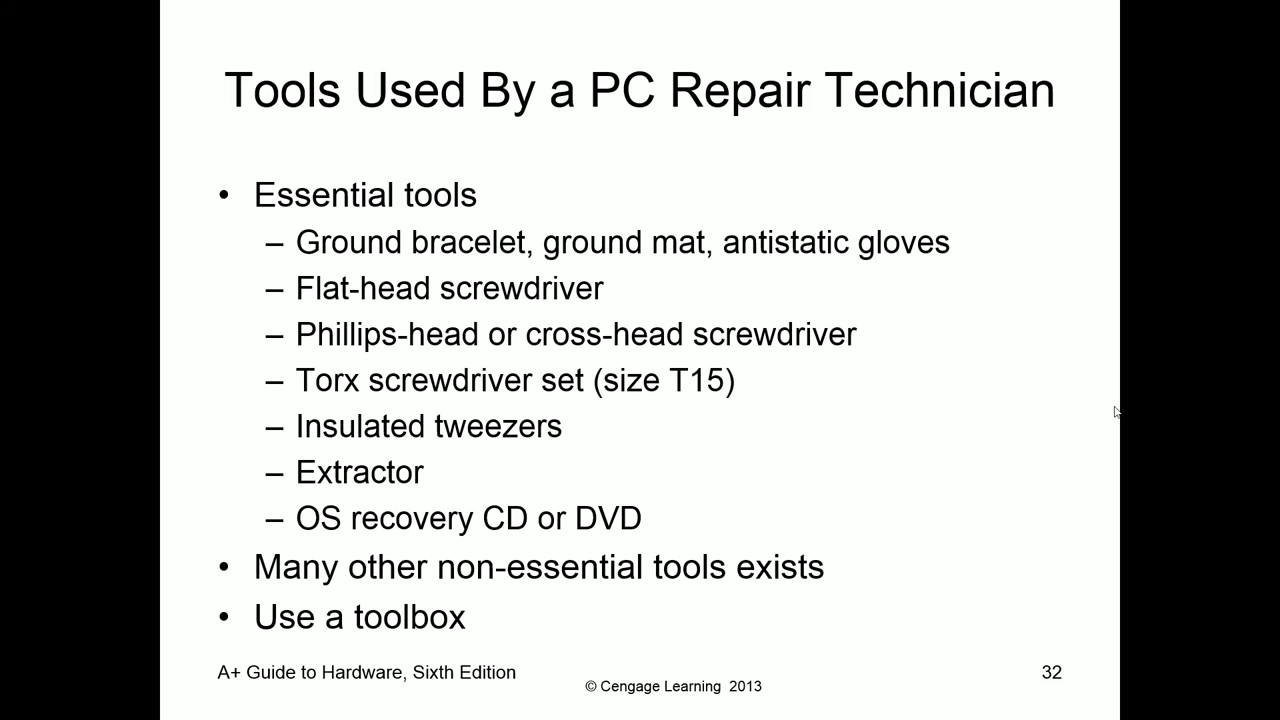 Tools Used By a PC Repair Technician
• Essential tools
– Ground bracelet, ground mat, antistatic gloves
– Flat-head screwdriver
– Phillips-head or cross-head screwdriver
– Torx screwdriver set (size T15)
– Insulated tweezers
– Extractor
– OS recovery CD or DVD
• Many other non-essential tools exists
• Use a toolbox
A+ Guide to Hardware, Sixth Edition
© Cengage Learning 2013
32